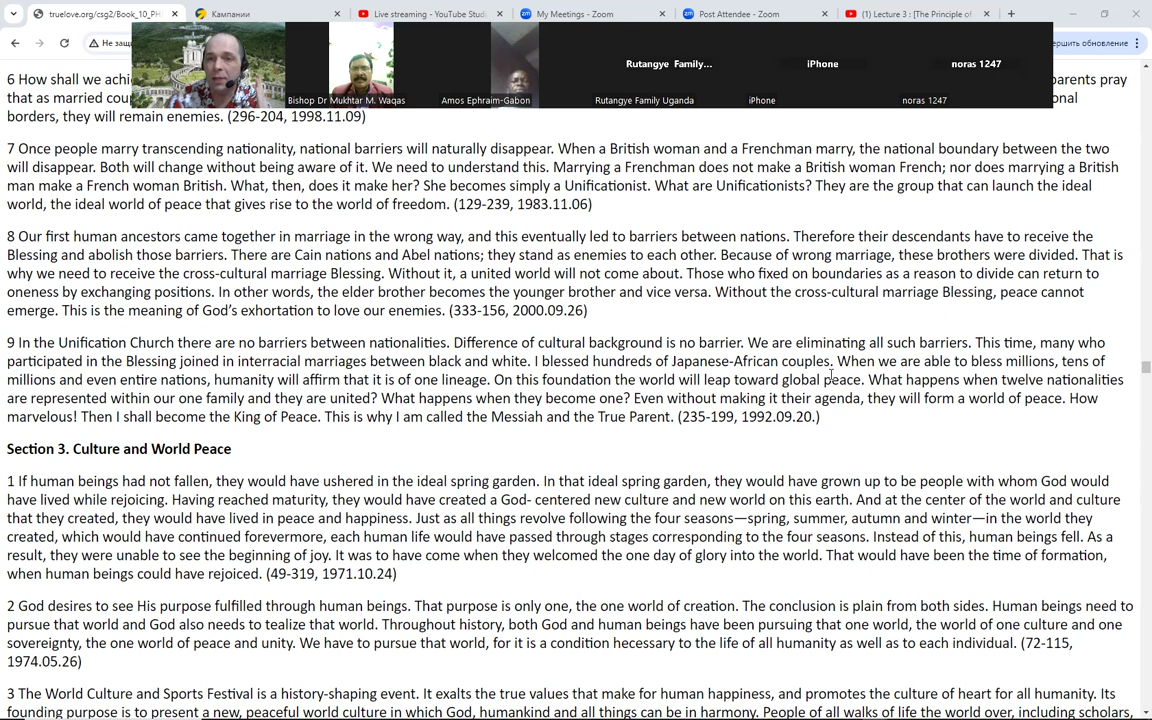 truelove.org/csg2/Book_10_PH
Кампании
Live streaming - YouTube Stud
My Meetings - Zoom
Post Attendee - Zoom
(1) Lecture 3 : [The Principle of
Не защи
ершить обновление
Bishop Dr Mukhtar M. Waqas
Amos Ephraim-Gabon
Rutangye Family...
Rutangye Family Uganda
iPhone
iPhone
noras 1247
noras 1247
6 How shall we achi
parents pray
that as married coup
onal
borders, they will remain enemies. (296-204, 1998.11.09)
7 Once people marry transcending nationality, national barriers will naturally disappear. When a British woman and a Frenchman marry, the national boundary between the two
will disappear. Both will change without being aware of it. We need to understand this. Marrying a Frenchman does not make a British woman French; nor does marrying a British
man make a French woman British. What, then, does it make her? She becomes simply a Unificationist. What are Unificationists? They are the group that can launch the ideal
world, the ideal world of peace that gives rise to the world of freedom. (129-239, 1983.11.06)
8 Our first human ancestors came together in marriage in the wrong way, and this eventually led to barriers between nations. Therefore their descendants have to receive the
Blessing and abolish those barriers. There are Cain nations and Abel nations; they stand as enemies to each other. Because of wrong marriage, these brothers were divided. That is
why we need to receive the cross-cultural marriage Blessing. Without it, a united world will not come about. Those who fixed on boundaries as a reason to divide can return to
oneness by exchanging positions. In other words, the elder brother becomes the younger brother and vice versa. Without the cross-cultural marriage Blessing, peace cannot
emerge. This is the meaning of God’s exhortation to love our enemies. (333-156, 2000.09.26)
9 In the Unification Church there are no barriers between nationalities. Difference of cultural background is no barrier. We are eliminating all such barriers. This time, many who
participated in the Blessing joined in interracial marriages between black and white. I blessed hundreds of Japanese-African couples. When we are able to bless millions, tens of
millions and even entire nations, humanity will affirm that it is of one lineage. On this foundation the world will leap toward global peace. What happens when twelve nationalities
are represented within our one family and they are united? What happens when they become one? Even without making it their agenda, they will form a world of peace. How
marvelous! Then I shall become the King of Peace. This is why I am called the Messiah and the True Parent. (235-199, 1992.09.20.)
Section 3. Culture and World Peace
1 If human beings had not fallen, they would have ushered in the ideal spring garden. In that ideal spring garden, they would have grown up to be people with whom God would
have lived while rejoicing. Having reached maturity, they would have created a God- centered new culture and new world on this earth. And at the center of the world and culture
that they created, they would have lived in peace and happiness. Just as all things revolve following the four seasons—spring, summer, autumn and winter—in the world they
created, which would have continued forevermore, each human life would have passed through stages corresponding to the four seasons. Instead of this, human beings fell. As a
result, they were unable to see the beginning of joy. It was to have come when they welcomed the one day of glory into the world. That would have been the time of formation,
when human beings could have rejoiced. (49-319, 1971.10.24)
2 God desires to see His purpose fulfilled through human beings. That purpose is only one, the one world of creation. The conclusion is plain from both sides. Human beings need to
pursue that world and God also needs to tealize that world. Throughout history, both God and human beings have been pursuing that one world, the world of one culture and one
sovereignty, the one world of peace and unity. We have to pursue that world, for it is a condition necessary to the life of all humanity as well as to each individual. (72-115,
1974.05.26)
3 The World Culture and Sports Festival is a history-shaping event. It exalts the true values that make for human happiness, and promotes the culture of heart for all humanity. Its
founding purpose is to present a new, peaceful world culture in which God, humankind and all things can be in harmony. People of all walks of life the world over, including scholars,